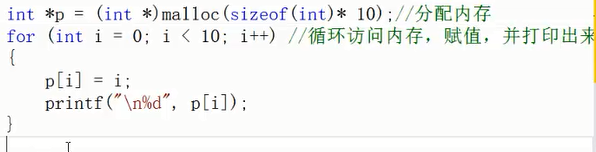 int *p = (int *)malloc(sizeof(int)* 10);//分配内存
for (int i = 0; i < 10; i++) //循环访问内存，赋值，并打印出来
{
    p[i] = i;
    printf("\n%d", p[i]);
}